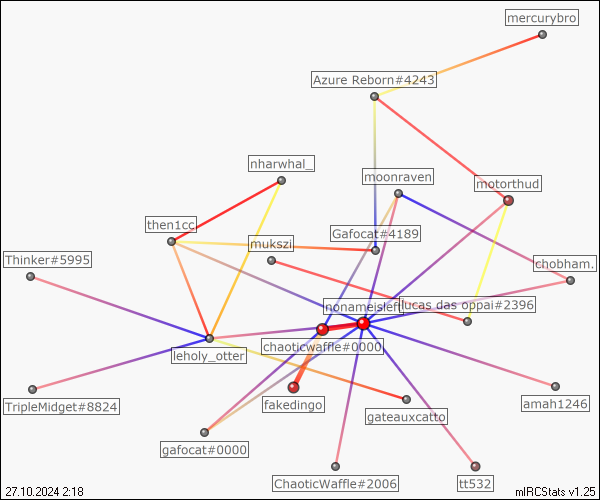 mercurybro
Azure Reborn#4243
nharwhal_
moonraven
motorthud
then1cc
Gafocat#4189
mukszi
Thinker#5995
chobham.
lucas das oppai#2396
chaoticwaffle#0000
leholy_otter
TripleMidget#8824
fakedingo
gateauxcatto
amah1246
gafocat#0000
ChaoticWaffle#2006
tt532
27.10.2024 2:18
mIRCStats v1.25